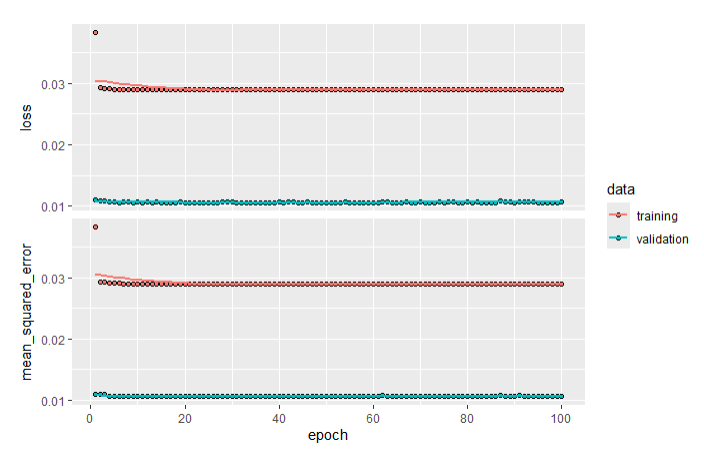 0.03
0.02
0.01
loss
0.03
0.02
0.01
mean_squared_error
0 20 40 60 80 100
epoch
data
training
validation